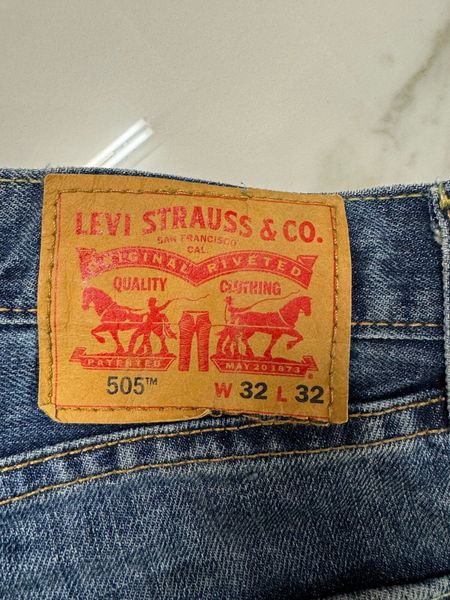 LEVI STRAUSS & CO.
SAN FRANCISCO
CAL.
ORIGINAL RIVETED
QUALITY CLOTHING
PATENTED MAY 20 1873
505™ W 32 L 32